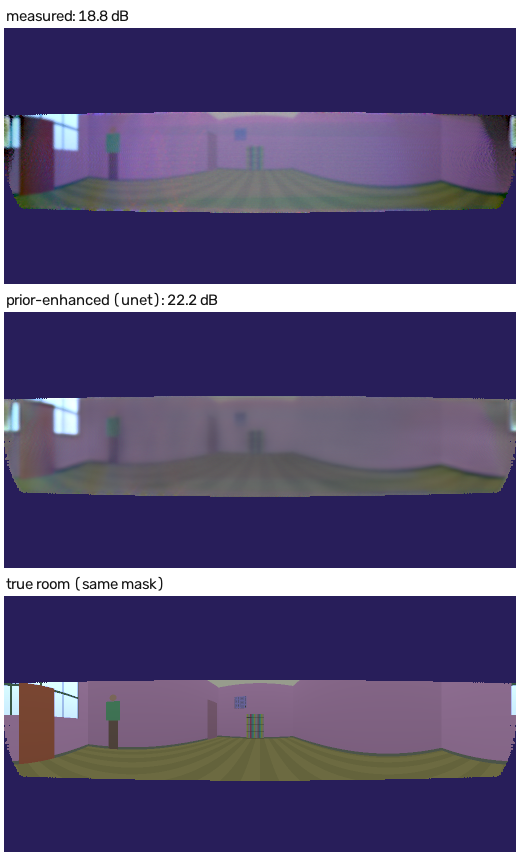 measured: 18.8 dB
prior-enhanced (unet): 22.2 dB
true room (same mask)